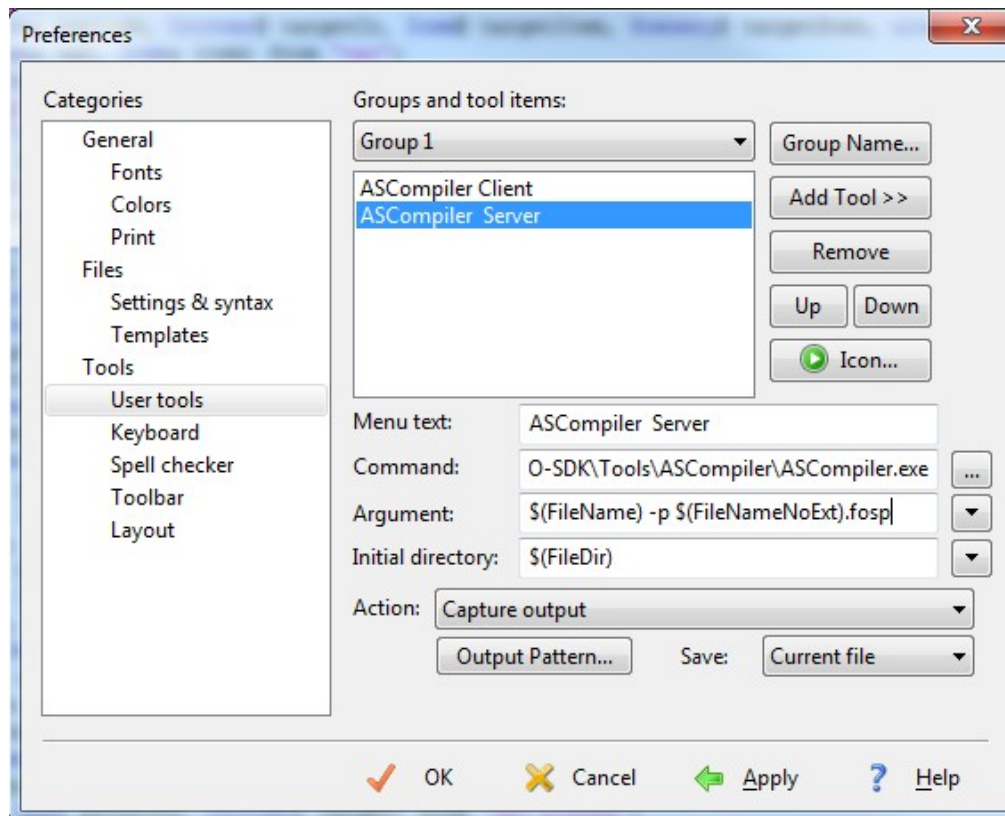 Preferences
Categories
General
Fonts
Colors
Print
Files
Settings & syntax
Templates
Tools
User tools
Keyboard
Spell checker
Toolbar
Layout
Groups and tool items:
Group 1
Group Name...
ASCompiler Client
ASCompiler  Server
Add Tool >>
Remove
Up
Down
Icon...
Menu text: ASCompiler  Server
Command: O-SDK\Tools\ASCompiler\ASCompiler.exe ...
Argument: $(FileName) -p $(FileNameNoExt).fosp
Initial directory: $(FileDir)
Action: Capture output
Output Pattern... Save: Current file
OK Cancel Apply ? Help